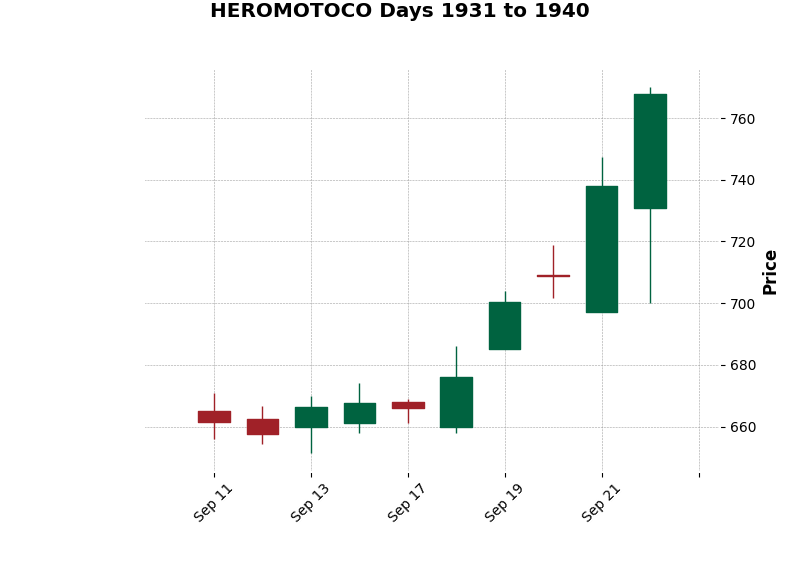 HEROMOTOCO Days 1931 to 1940
760
740
720
700
680
660
Price
Sep 11
Sep 13
Sep 17
Sep 19
Sep 21